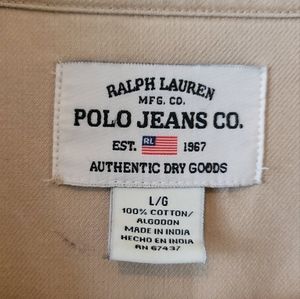 RALPH LAUREN
MFG. CO.
POLO JEANS CO.
EST. RL 1967
AUTHENTIC DRY GOODS
L/G
100% COTTON/
ALGODON
MADE IN INDIA
HECHO EN INDIA
RN 67437